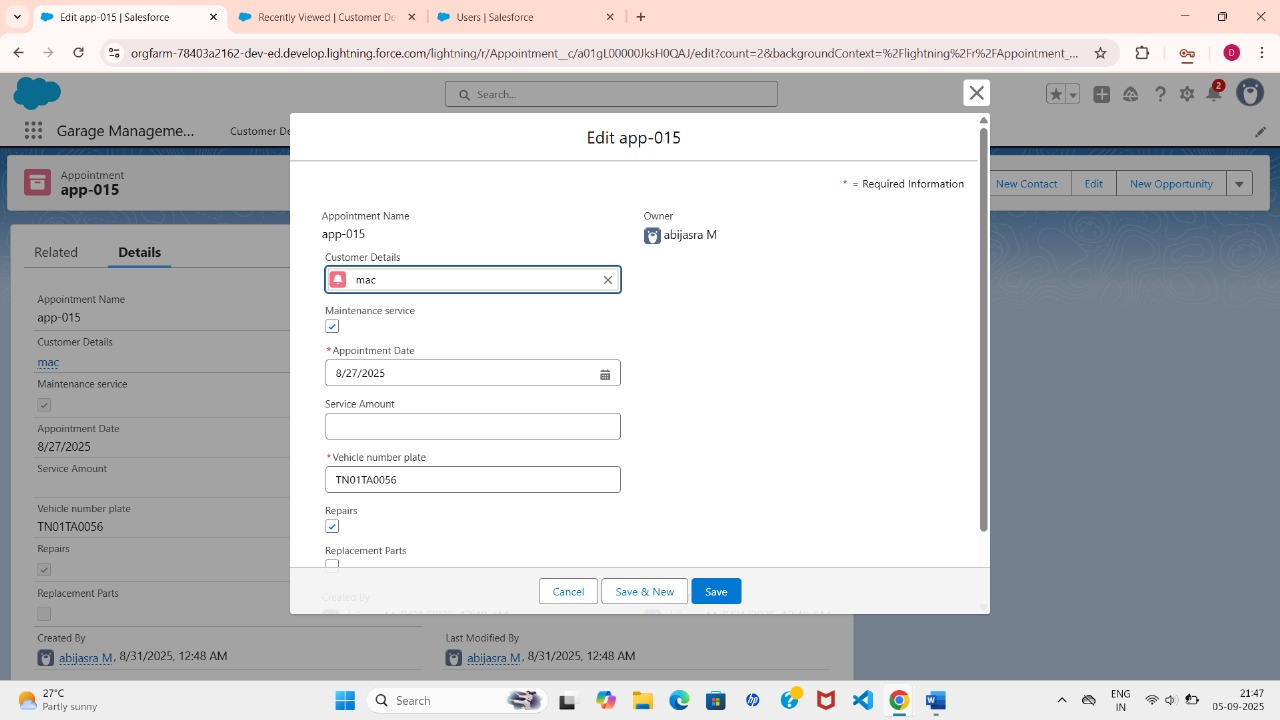 Edit app-015 | Salesforce
Recently Viewed | Customer De
Users | Salesforce
orgfarm-78403a2162-dev-ed.develop.lightning.force.com/lightning/r/Appointment__c/a01gL00000JksH0QAJ/edit?count=2&backgroundContext=%2Flightning%2Fr%2FAppointment_...
D
Search...
2
Garage Manageme...
Customer De
Edit app-015
Appointment
app-015
New Contact
Edit
New Opportunity
* = Required Information
Related
Details
Appointment Name
app-015
Owner
abijasra M
Customer Details
mac
Maintenance service
*Appointment Date
8/27/2025
Service Amount
*Vehicle number plate
TN01TA0056
Repairs
Replacement Parts
Cancel
Save & New
Save
Appointment Name
app-015
Customer Details
mac
Maintenance service
Appointment Date
8/27/2025
Service Amount
Vehicle number plate
TN01TA0056
Repairs
Replacement Parts
Created By
Created By
abijasra M, 8/31/2025, 12:48 AM
Last Modified By
abijasra M, 8/31/2025, 12:48 AM
27°C
Partly sunny
Search
ENG
IN
21:47
05-09-2025